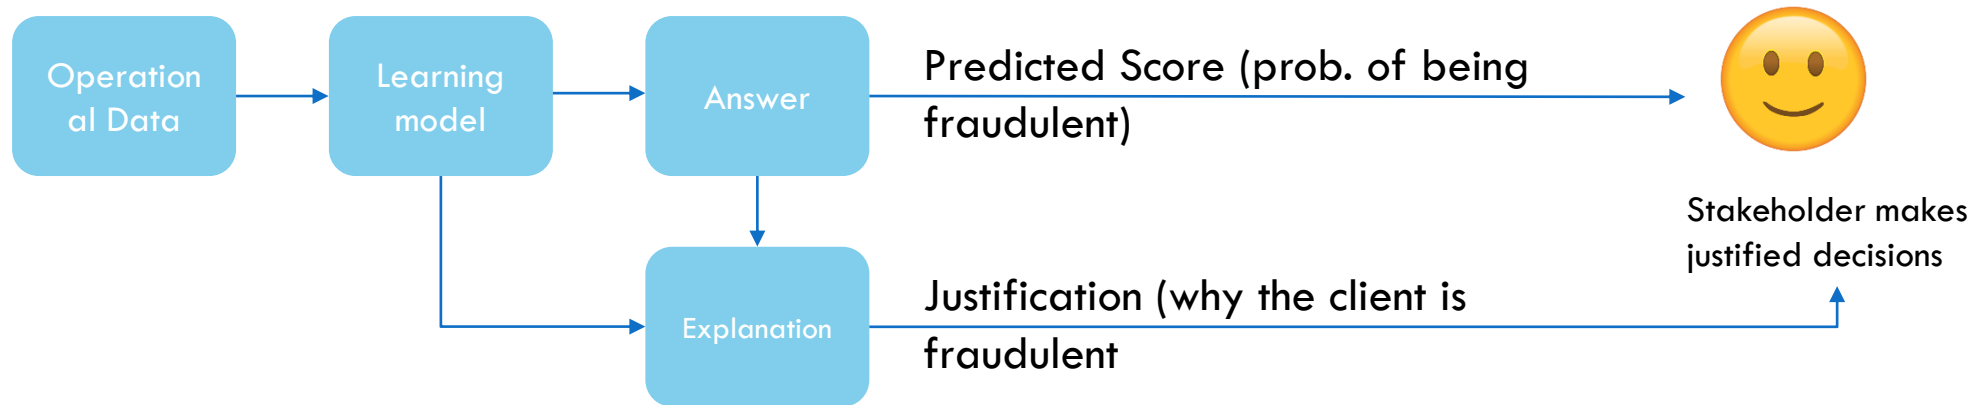 Operation
al Data
Learning
model
Answer
Predicted Score (prob. of being
fraudulent)
Stakeholder makes
justified decisions
Explanation
Justification (why the client is
fraudulent